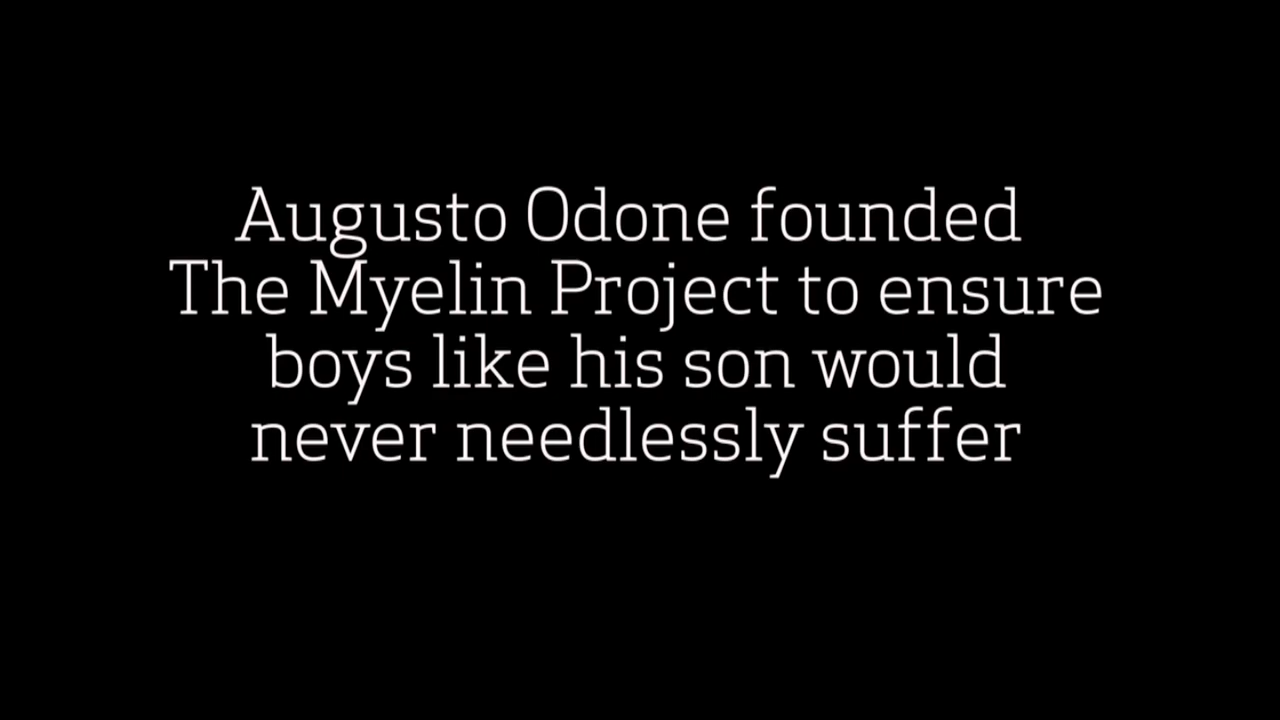 Augusto Odone founded
The Myelin Project to ensure
boys like his son would
never needlessly suffer